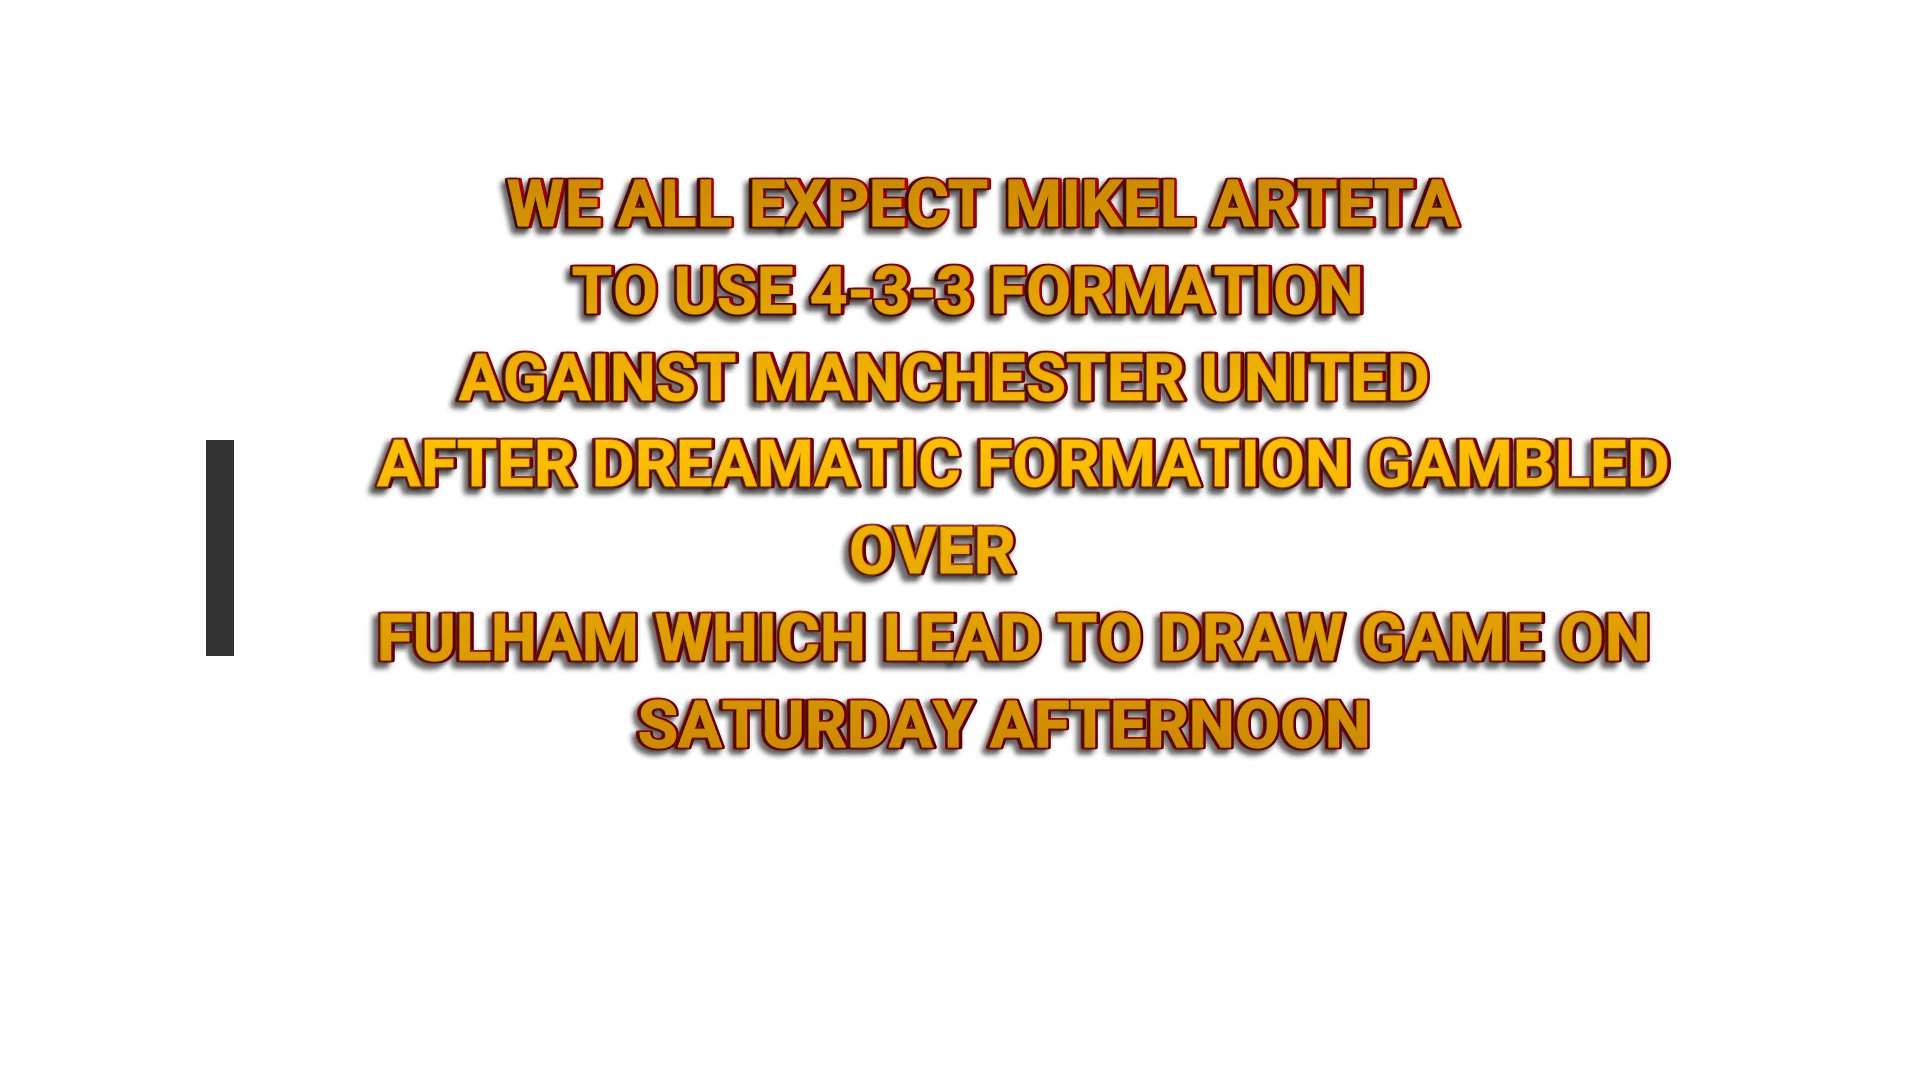 WE ALL EXPECT MIKEL ARTETA
TO USE 4-3-3 FORMATION
AGAINST MANCHESTER UNITED
AFTER DREAMATIC FORMATION GAMBLED
OVER
FULHAM WHICH LEAD TO DRAW GAME ON
SATURDAY AFTERNOON